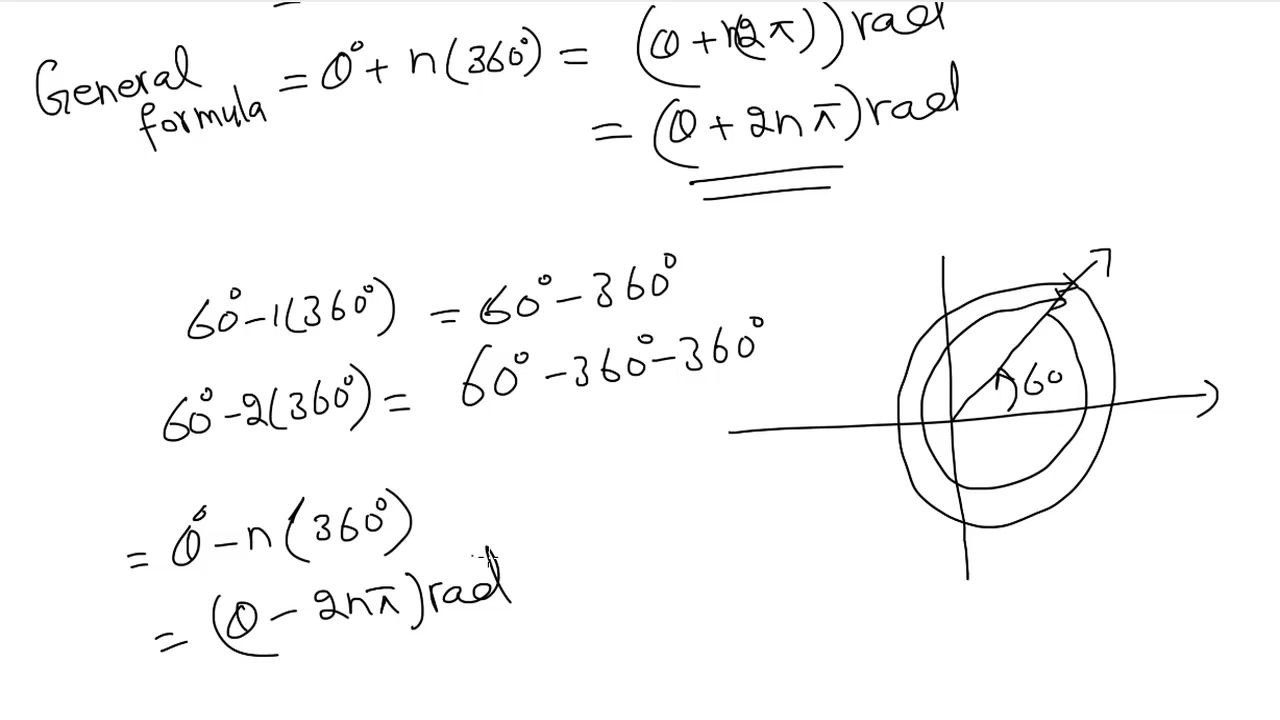 General formula = θ° + n(360°) = (θ + n2π)) rad
= (θ + 2nπ) rad
60° - 1(360°) = 60° - 360°
60° - 2(360°) = 60° - 360° - 360°
60
= θ° - n(360°)
= (θ - 2nπ) rad